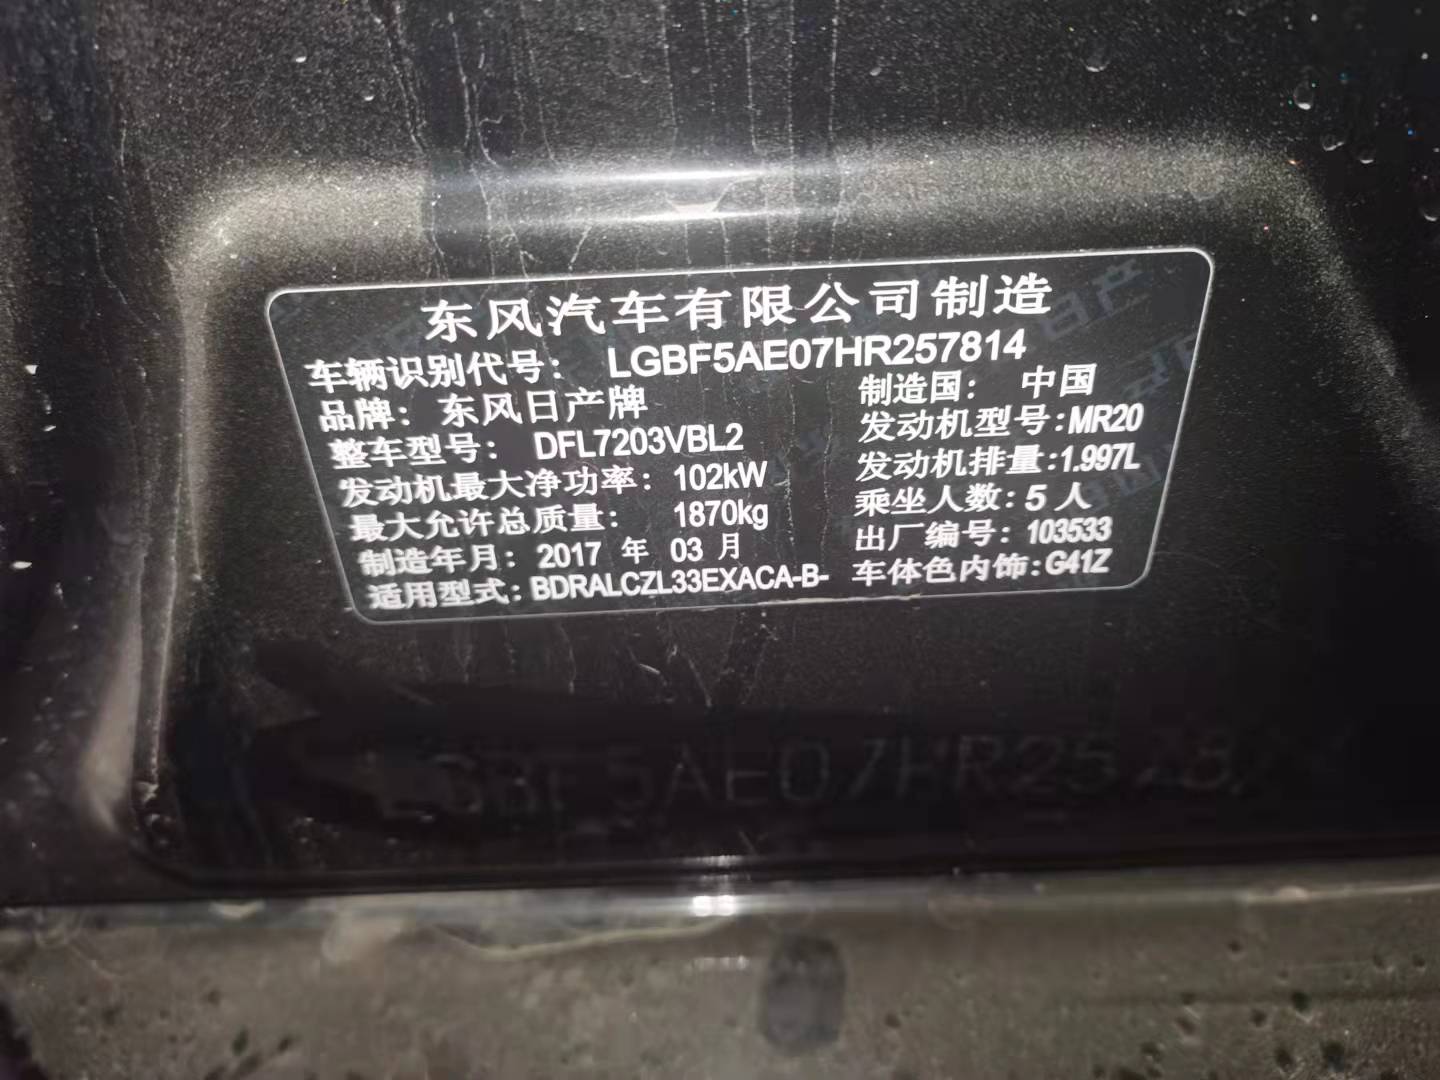 东风汽车有限公司制造
车辆识别代号: LGBF5AE07HR257814
品牌: 东风日产牌 制造国: 中国
整车型号: DFL7203VBL2 发动机型号:MR20
发动机最大净功率: 102kW 发动机排量:1.997L
最大允许总质量: 1870kg 乘坐人数:5人
制造年月: 2017 年 03 月 出厂编号: 103533
适用型式: BDRALCZL33EXACA-B- 车体色内饰:G41Z
GBF5AE07HR2578